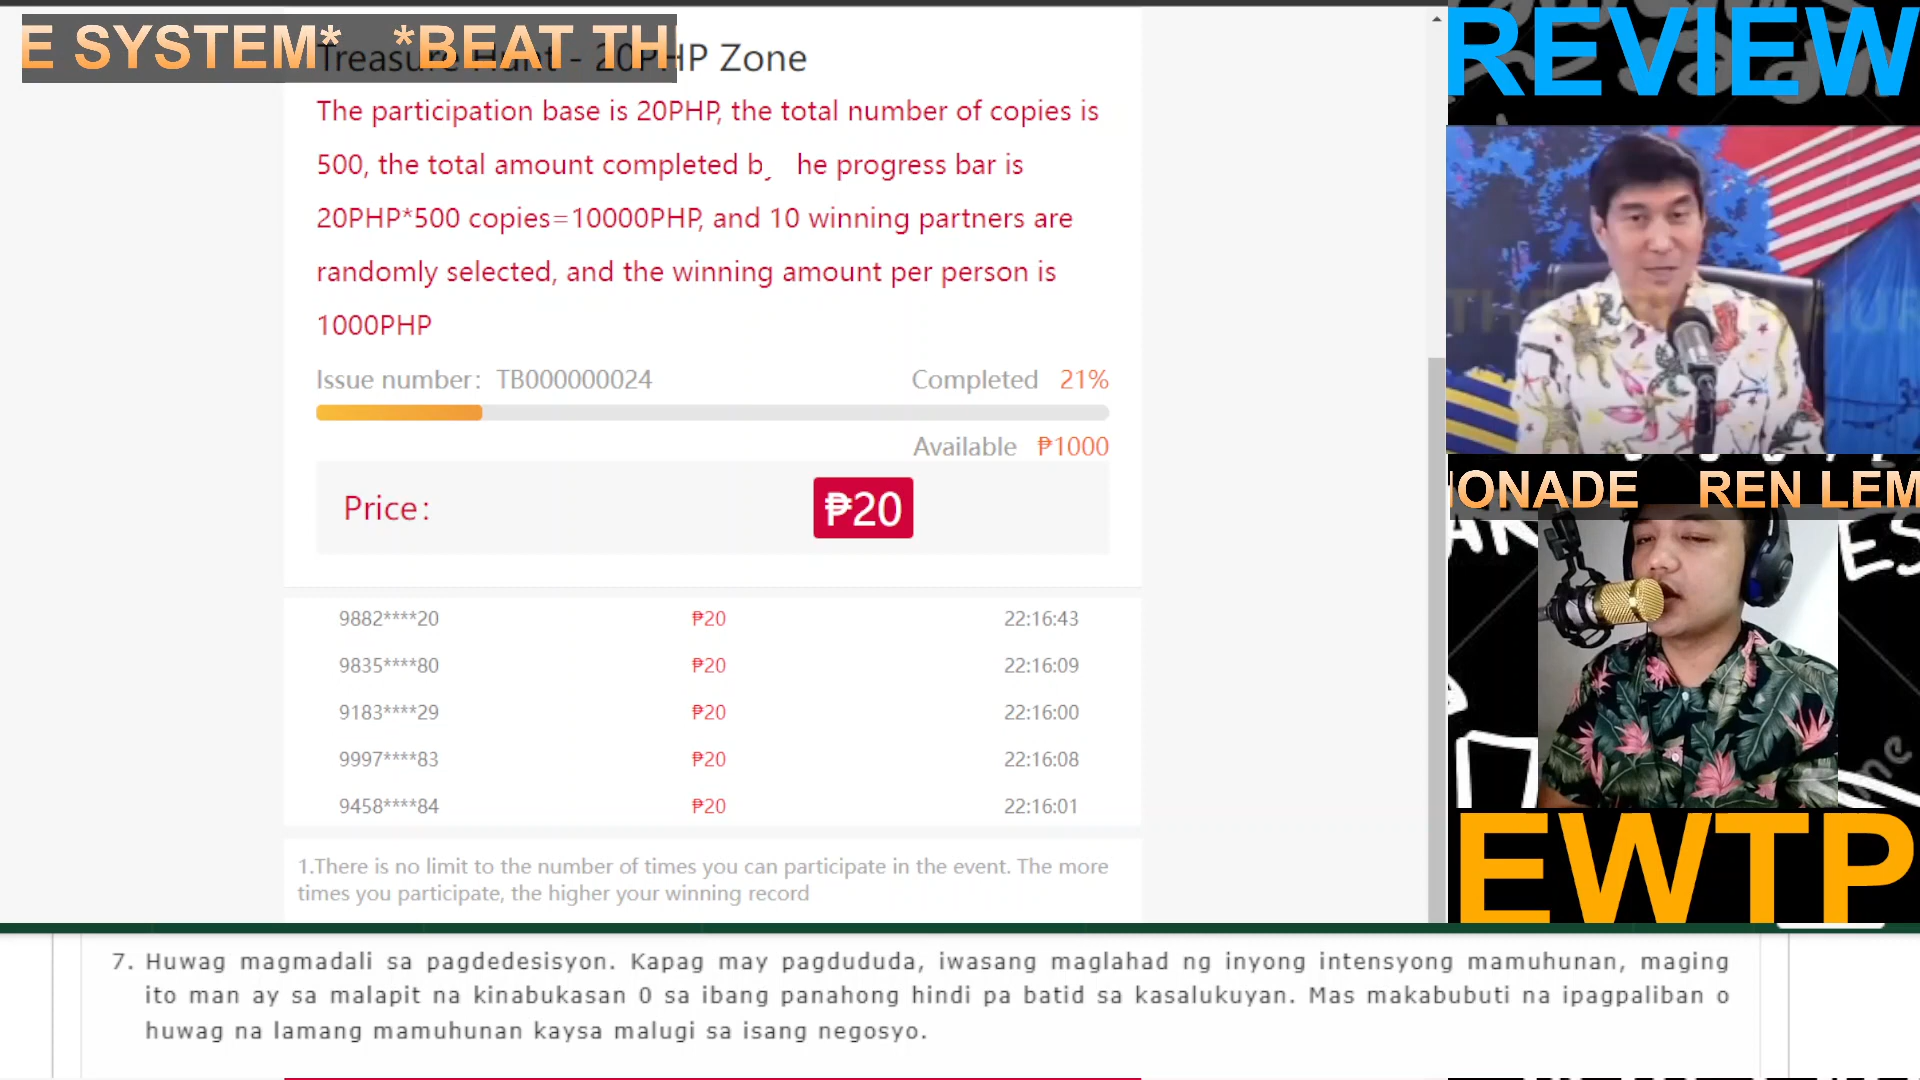 E SYSTEM* *BEAT TH
Treasure Hunt - 20PHP Zone
The participation base is 20PHP, the total number of copies is
500, the total amount completed b he progress bar is
20PHP*500 copies=10000PHP, and 10 winning partners are
randomly selected, and the winning amount per person is
1000PHP
Issue number: TB000000024 Completed 21%
Available ₱1000
Price: ₱20
9882****20 ₱20 22:16:43
9835****80 ₱20 22:16:09
9183****29 ₱20 22:16:00
9997****83 ₱20 22:16:08
9458****84 ₱20 22:16:01
1.There is no limit to the number of times you can participate in the event. The more
times you participate, the higher your winning record
REVIEW
IONADE REN LEM
EWTP
7. Huwag magmadali sa pagdedesisyon. Kapag may pagdududa, iwasang maglahad ng inyong intensyong mamuhunan, maging
ito man ay sa malapit na kinabukasan 0 sa ibang panahong hindi pa batid sa kasalukuyan. Mas makabubuti na ipagpaliban o
huwag na lamang mamuhunan kaysa malugi sa isang negosyo.